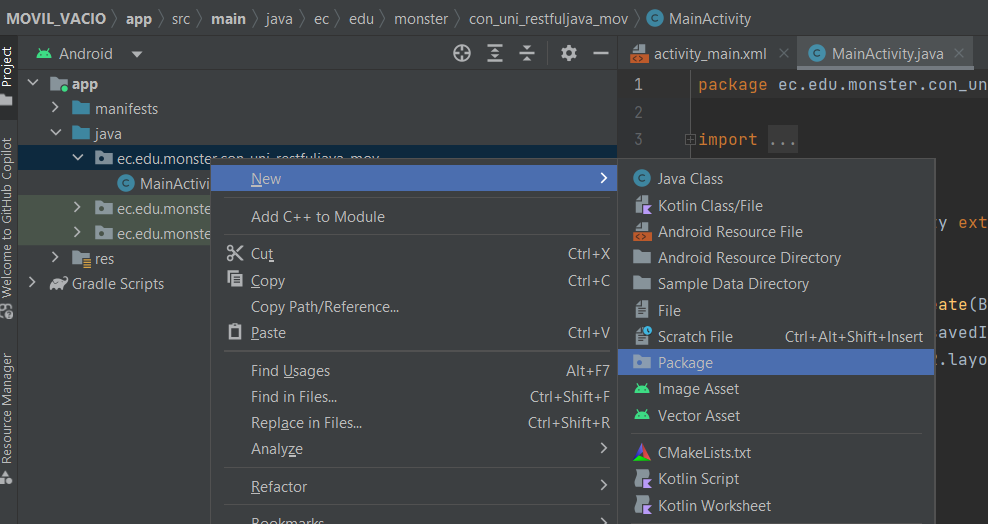 MOVIL_VACIO app src main java ec edu monster con_uni_restfuljava_mov MainActivity
Project
Welcome to GitHub Copilot
Resource Manager
Android
app
manifests
java
ec.edu.monster.con_uni_restfuljava_mov
MainActivi
ec.edu.monste
ec.edu.monste
res
Gradle Scripts
New
Add C++ to Module
Cut Ctrl+X
Copy Ctrl+C
Copy Path/Reference...
Paste Ctrl+V
Find Usages Alt+F7
Find in Files... Ctrl+Shift+F
Replace in Files... Ctrl+Shift+R
Analyze
Refactor
Bookmarks
Java Class
Kotlin Class/File
Android Resource File
Android Resource Directory
Sample Data Directory
File
Scratch File Ctrl+Alt+Shift+Insert
Package
Image Asset
Vector Asset
CMakeLists.txt
Kotlin Script
Kotlin Worksheet
activity_main.xml MainActivity.java
1 package ec.edu.monster.con_un
2
3 import ...
y ext
ate(B
savedI
.layo